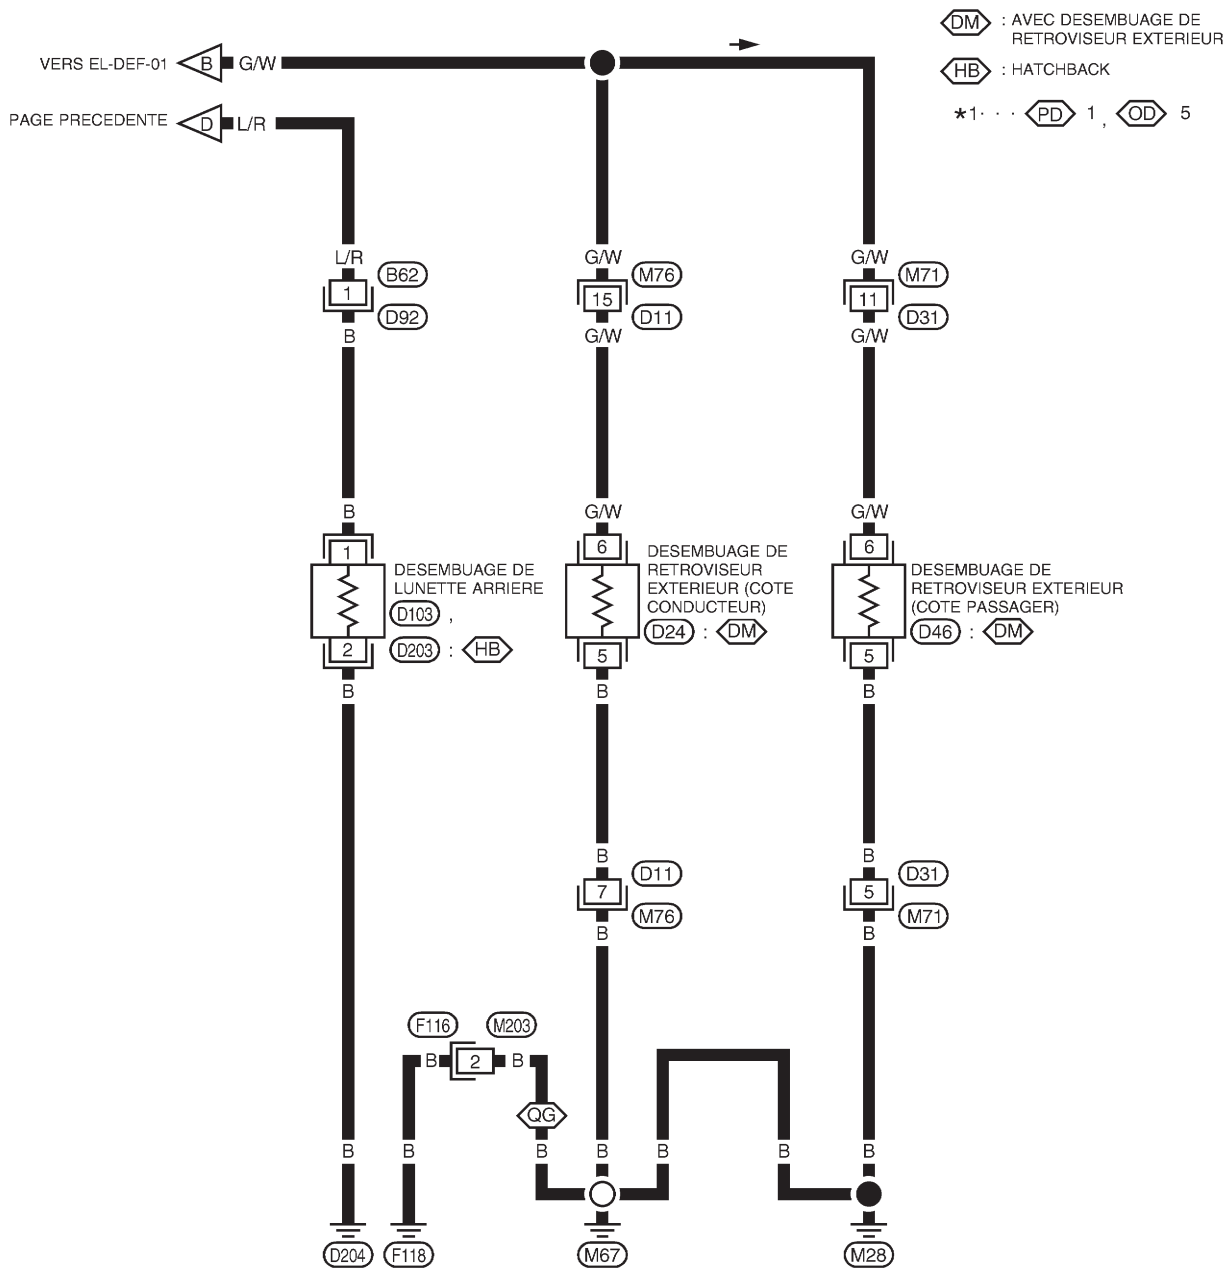 DM : AVEC DESEMBUAGE DE
RETROVISEUR EXTERIEUR
HB : HATCHBACK
*1··· PD 1 , OD 5
VERS EL-DEF-01 B G/W
PAGE PRECEDENTE D L/R
L/R G/W G/W
B62 M76 M71
1 15 11
D92 D11 D31
B G/W G/W
B G/W G/W
1 6 6
DESEMBUAGE DE
LUNETTE ARRIERE
D103 ,
D203 : HB
2
DESEMBUAGE DE
RETROVISEUR
EXTERIEUR (COTE
CONDUCTEUR)
D24 : DM
5
DESEMBUAGE DE
RETROVISEUR EXTERIEUR
(COTE PASSAGER)
D46 : DM
5
B B B
B B
D11 D31
7 5
M76 M71
B B
F116 M203
B 2 B
QG
B B B B B B B
D204 F118 M67 M28